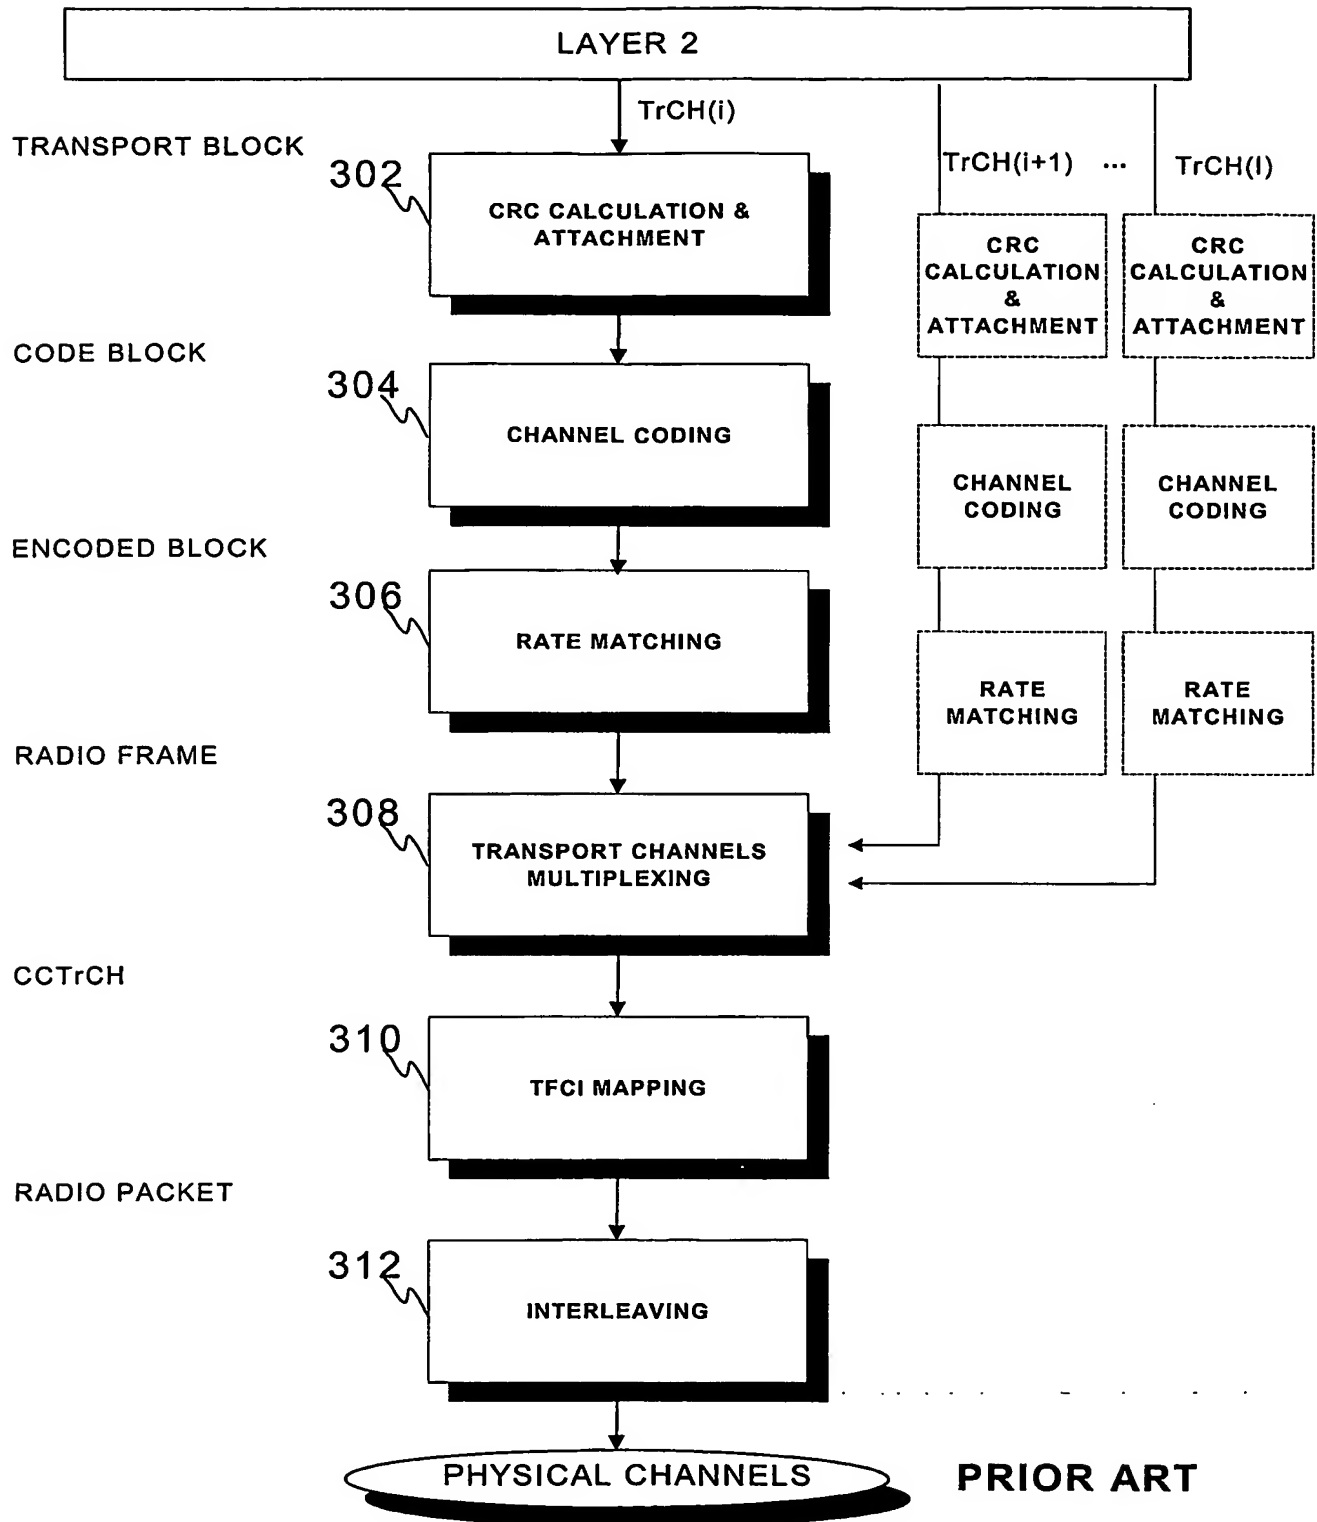 LAYER 2
TrCH(i)
TRANSPORT BLOCK
302
CRC CALCULATION &
ATTACHMENT
TrCH(i+1) ... TrCH(I)
CRC
CALCULATION
&
ATTACHMENT
CRC
CALCULATION
&
ATTACHMENT
CODE BLOCK
304
CHANNEL CODING
CHANNEL
CODING
CHANNEL
CODING
ENCODED BLOCK
306
RATE MATCHING
RATE
MATCHING
RATE
MATCHING
RADIO FRAME
308
TRANSPORT CHANNELS
MULTIPLEXING
CCTrCH
310
TFCI MAPPING
RADIO PACKET
312
INTERLEAVING
PHYSICAL CHANNELS
PRIOR ART